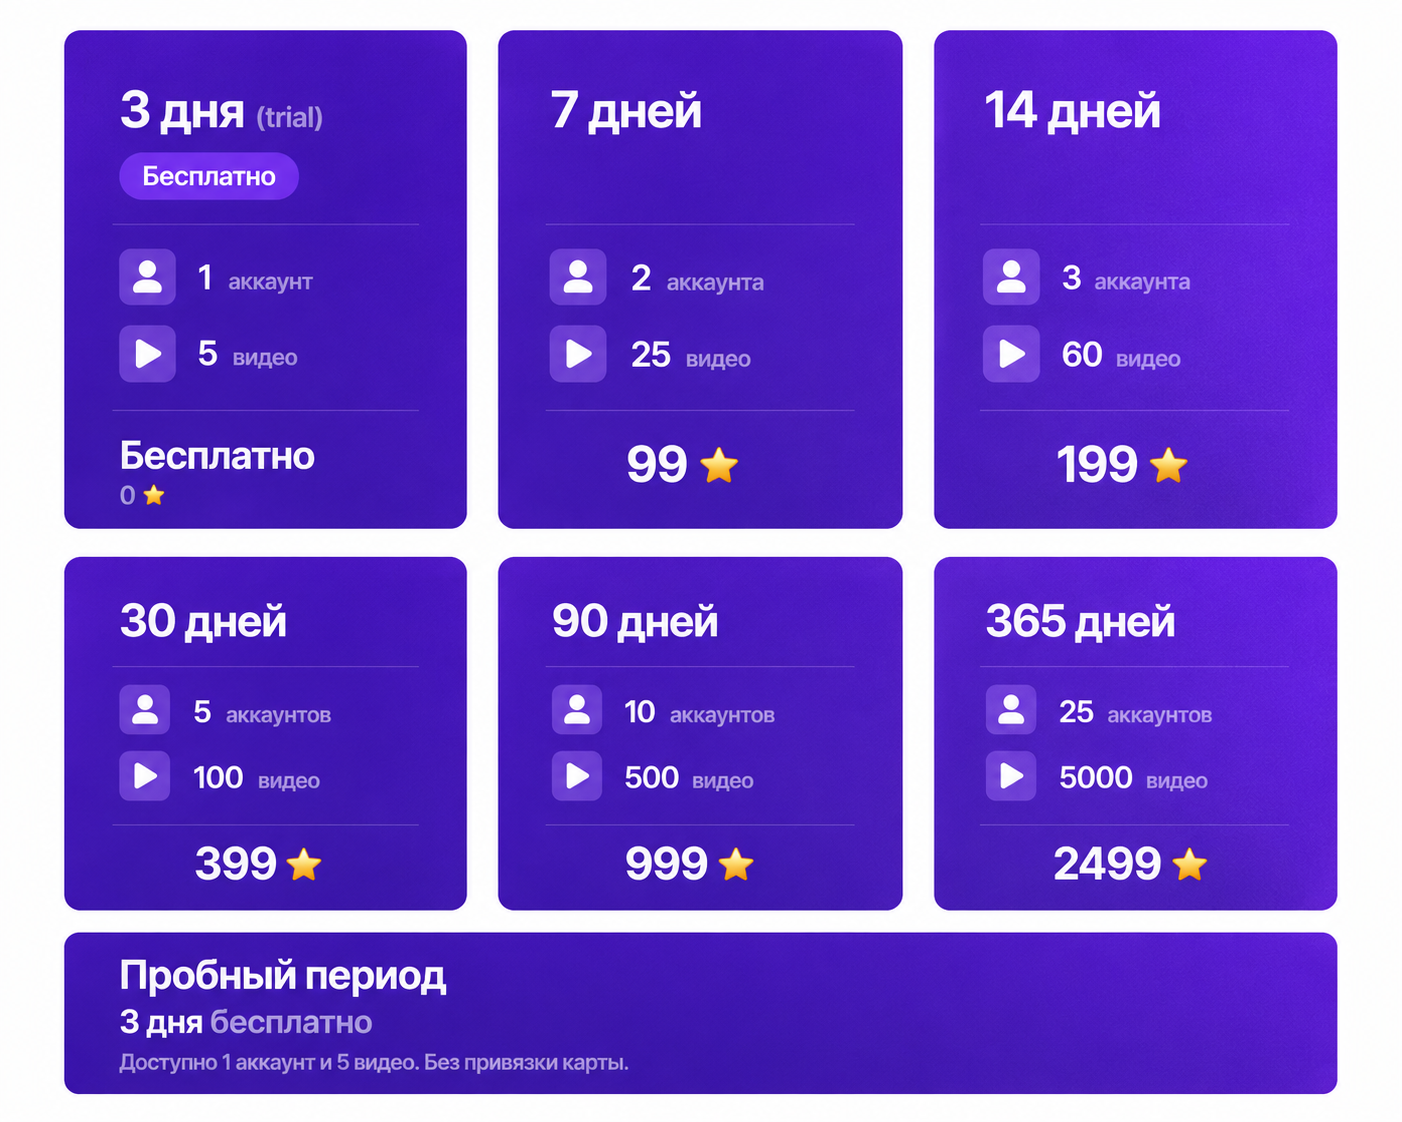 3 дня (trial)
Бесплатно
1 аккаунт
5 видео
Бесплатно
0 ⭐
7 дней
2 аккаунта
25 видео
99 ⭐
14 дней
3 аккаунта
60 видео
199 ⭐
30 дней
5 аккаунтов
100 видео
399 ⭐
90 дней
10 аккаунтов
500 видео
999 ⭐
365 дней
25 аккаунтов
5000 видео
2499 ⭐
Пробный период
3 дня бесплатно
Доступно 1 аккаунт и 5 видео. Без привязки карты.